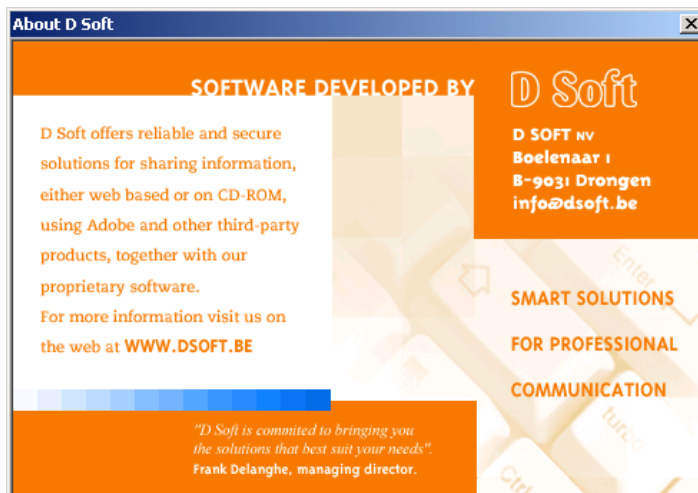 About D Soft
SOFTWARE DEVELOPED BY
D Soft
D SOFT NV
Boelenaar 1
B-9031 Drongen
info@dsoft.be
D Soft offers reliable and secure
solutions for sharing information,
either web based or on CD-ROM,
using Adobe and other third-party
products, together with our
proprietary software.
For more information visit us on
the web at WWW.DSOFT.BE
SMART SOLUTIONS
FOR PROFESSIONAL
COMMUNICATION
"D Soft is commited to bringing you
the solutions that best suit your needs".
Frank Delanghe, managing director.
Enter
turbo
Ctrl